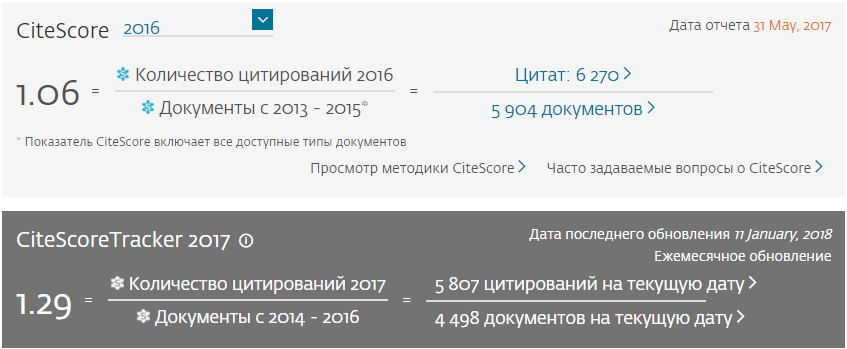 CiteScore 2016
Дата отчета 31 May, 2017
1.06 = Количество цитирований 2016 = Цитат: 6 270 >
Документы с 2013 - 2015* 5 904 документов >
* Показатель CiteScore включает все доступные типы документов
Просмотр методики CiteScore > Часто задаваемые вопросы о CiteScore >
CiteScoreTracker 2017
Дата последнего обновления 11 January, 2018
Ежемесячное обновление
1.29 = Количество цитирований 2017 = 5 807 цитирований на текущую дату >
Документы с 2014 - 2016 4 498 документов на текущую дату >